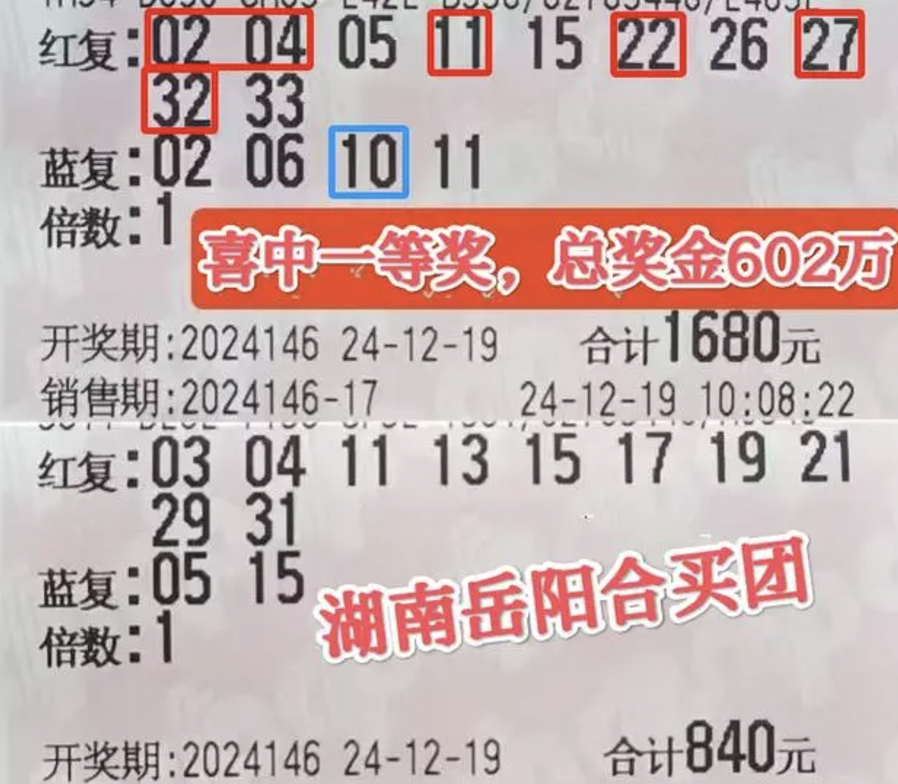 红复:02 04 05 11 15 22 26 27
32 33
蓝复:02 06 10 11
倍数:1
喜中一等奖，总奖金602万
开奖期:2024146 24-12-19 合计1680元
销售期:2024146-17 24-12-19 10:08:22
红复:03 04 11 13 15 17 19 21
29 31
蓝复:05 15
倍数:1
湖南岳阳合买团
开奖期:2024146 24-12-19 合计840元